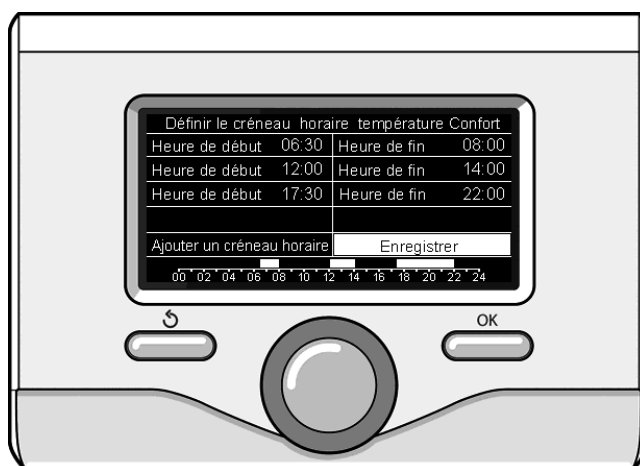 Définir le créneau horaire température Confort
Heure de début 06:30 Heure de fin 08:00
Heure de début 12:00 Heure de fin 14:00
Heure de début 17:30 Heure de fin 22:00
Ajouter un créneau horaire Enregistrer
00 02 04 06 08 10 12 14 16 18 20 22 24
OK